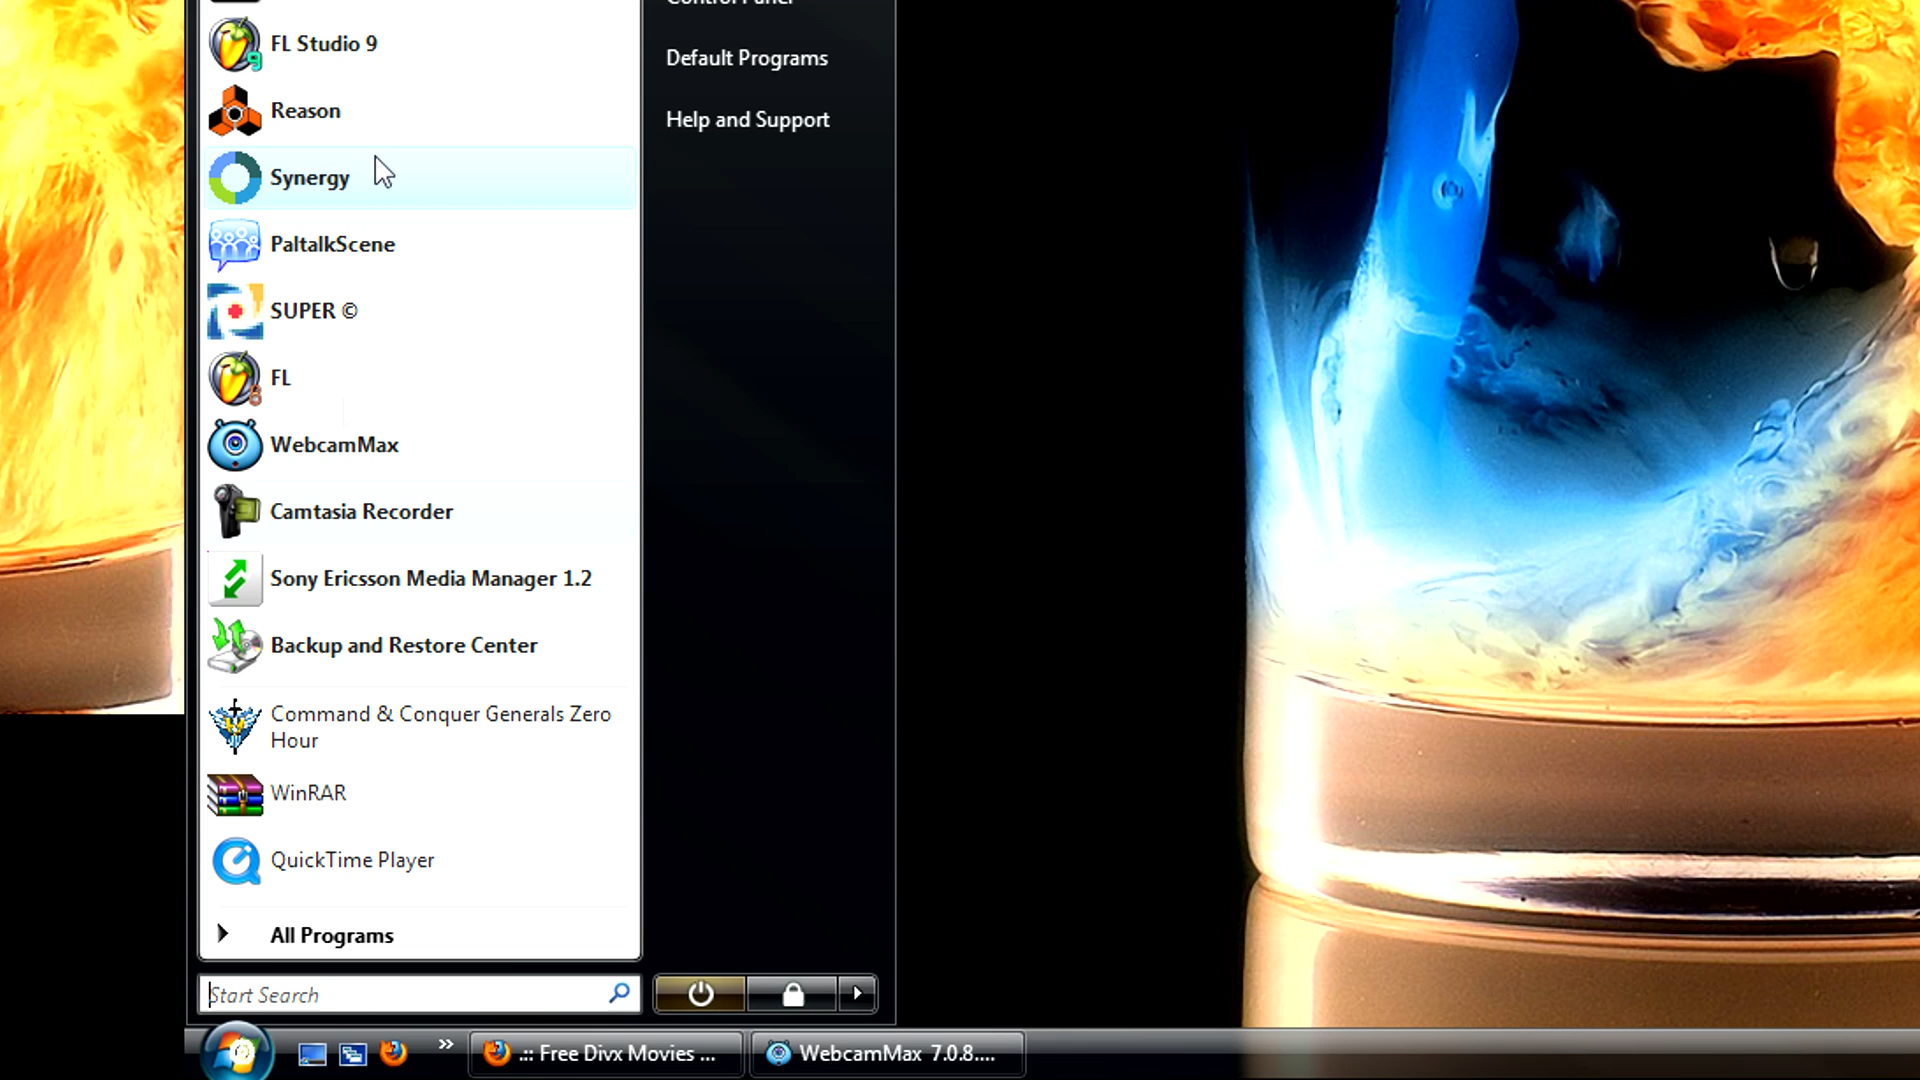 FL Studio 9
Reason
Synergy
PaltalkScene
SUPER ©
FL
WebcamMax
Camtasia Recorder
Sony Ericsson Media Manager 1.2
Backup and Restore Center
Command & Conquer Generals Zero
Hour
WinRAR
QuickTime Player
All Programs
Start Search
Control Panel
Default Programs
Help and Support
.:: Free Divx Movies ...
WebcamMax 7.0.8....